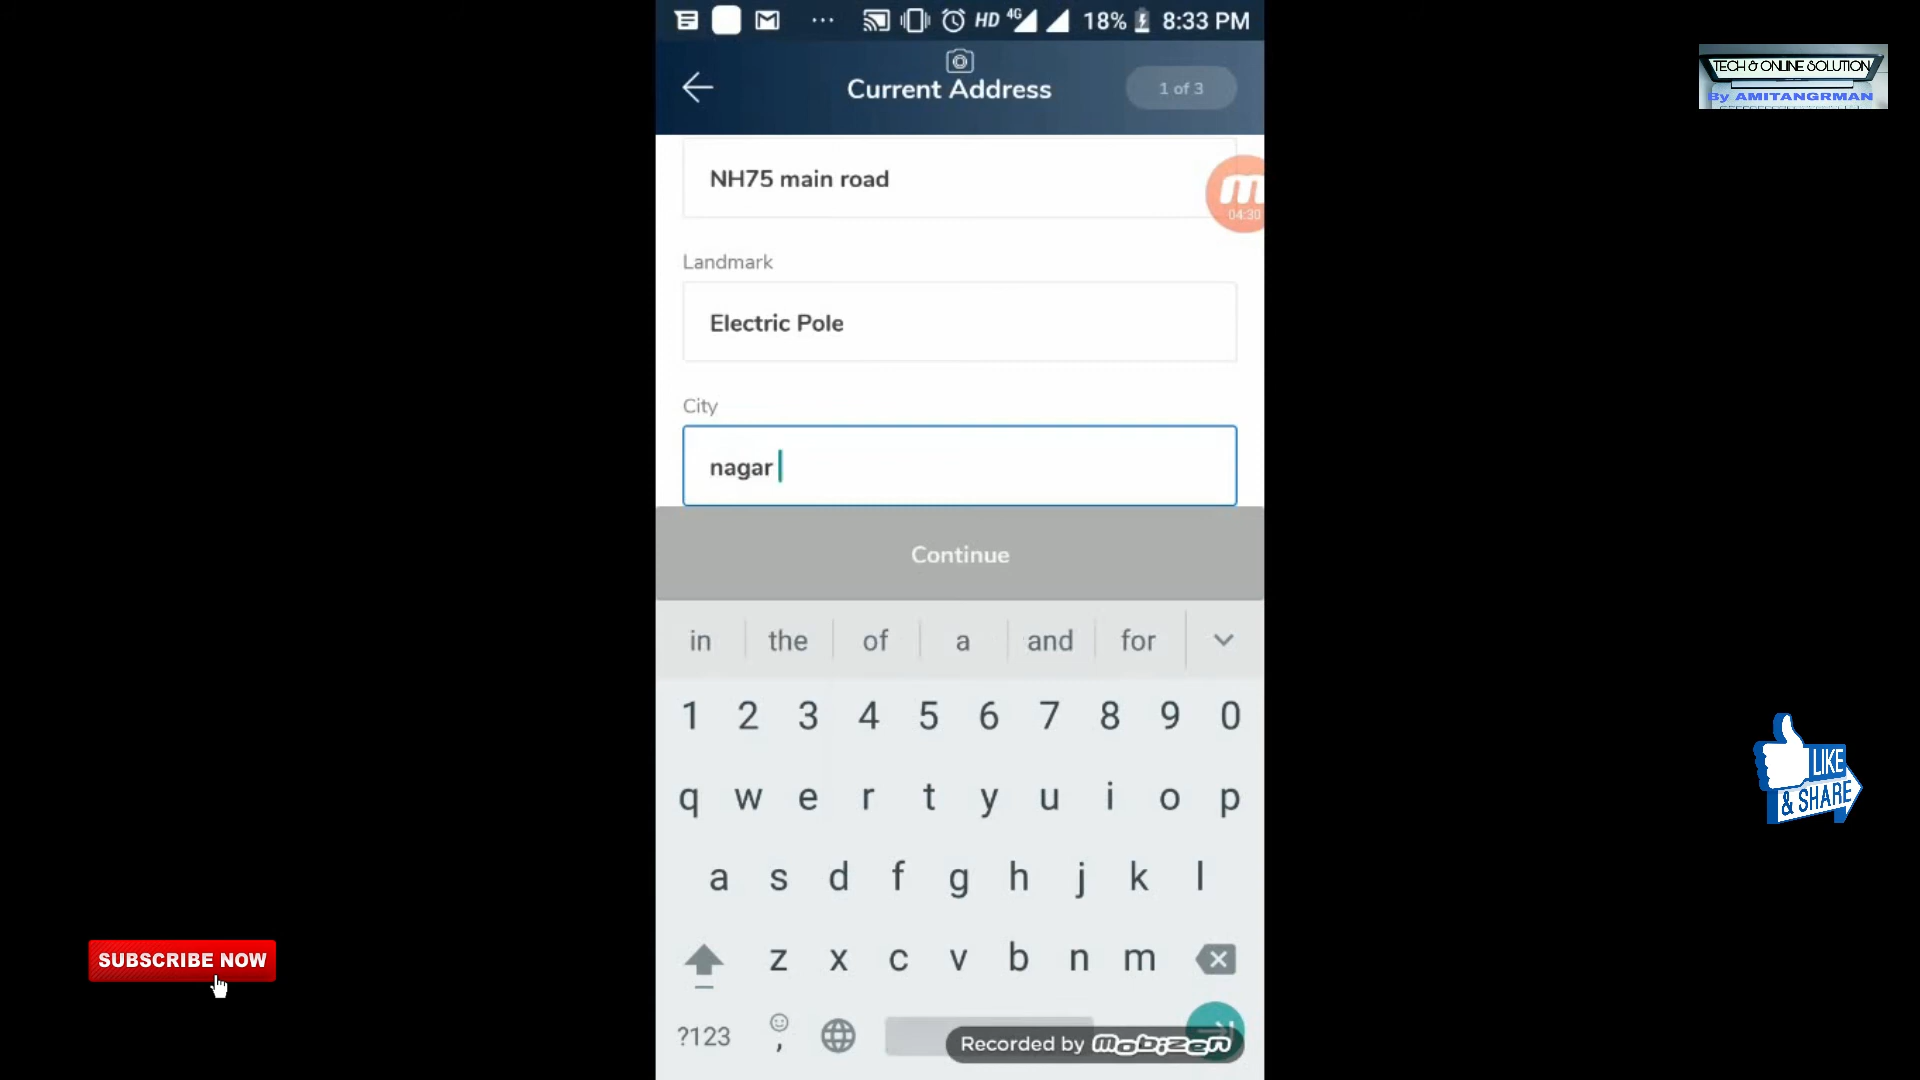 HD 4G 18% 8:33 PM
Current Address
1 of 3
TECH & ONLINE SOLUTION
By AMITANGRMAN
NH75 main road
04:30
Landmark
Electric Pole
City
nagar
Continue
in the of a and for
1 2 3 4 5 6 7 8 9 0
q w e r t y u i o p
a s d f g h j k l
z x c v b n m
?123 ,
Recorded by mobizen
LIKE
& SHARE
SUBSCRIBE NOW